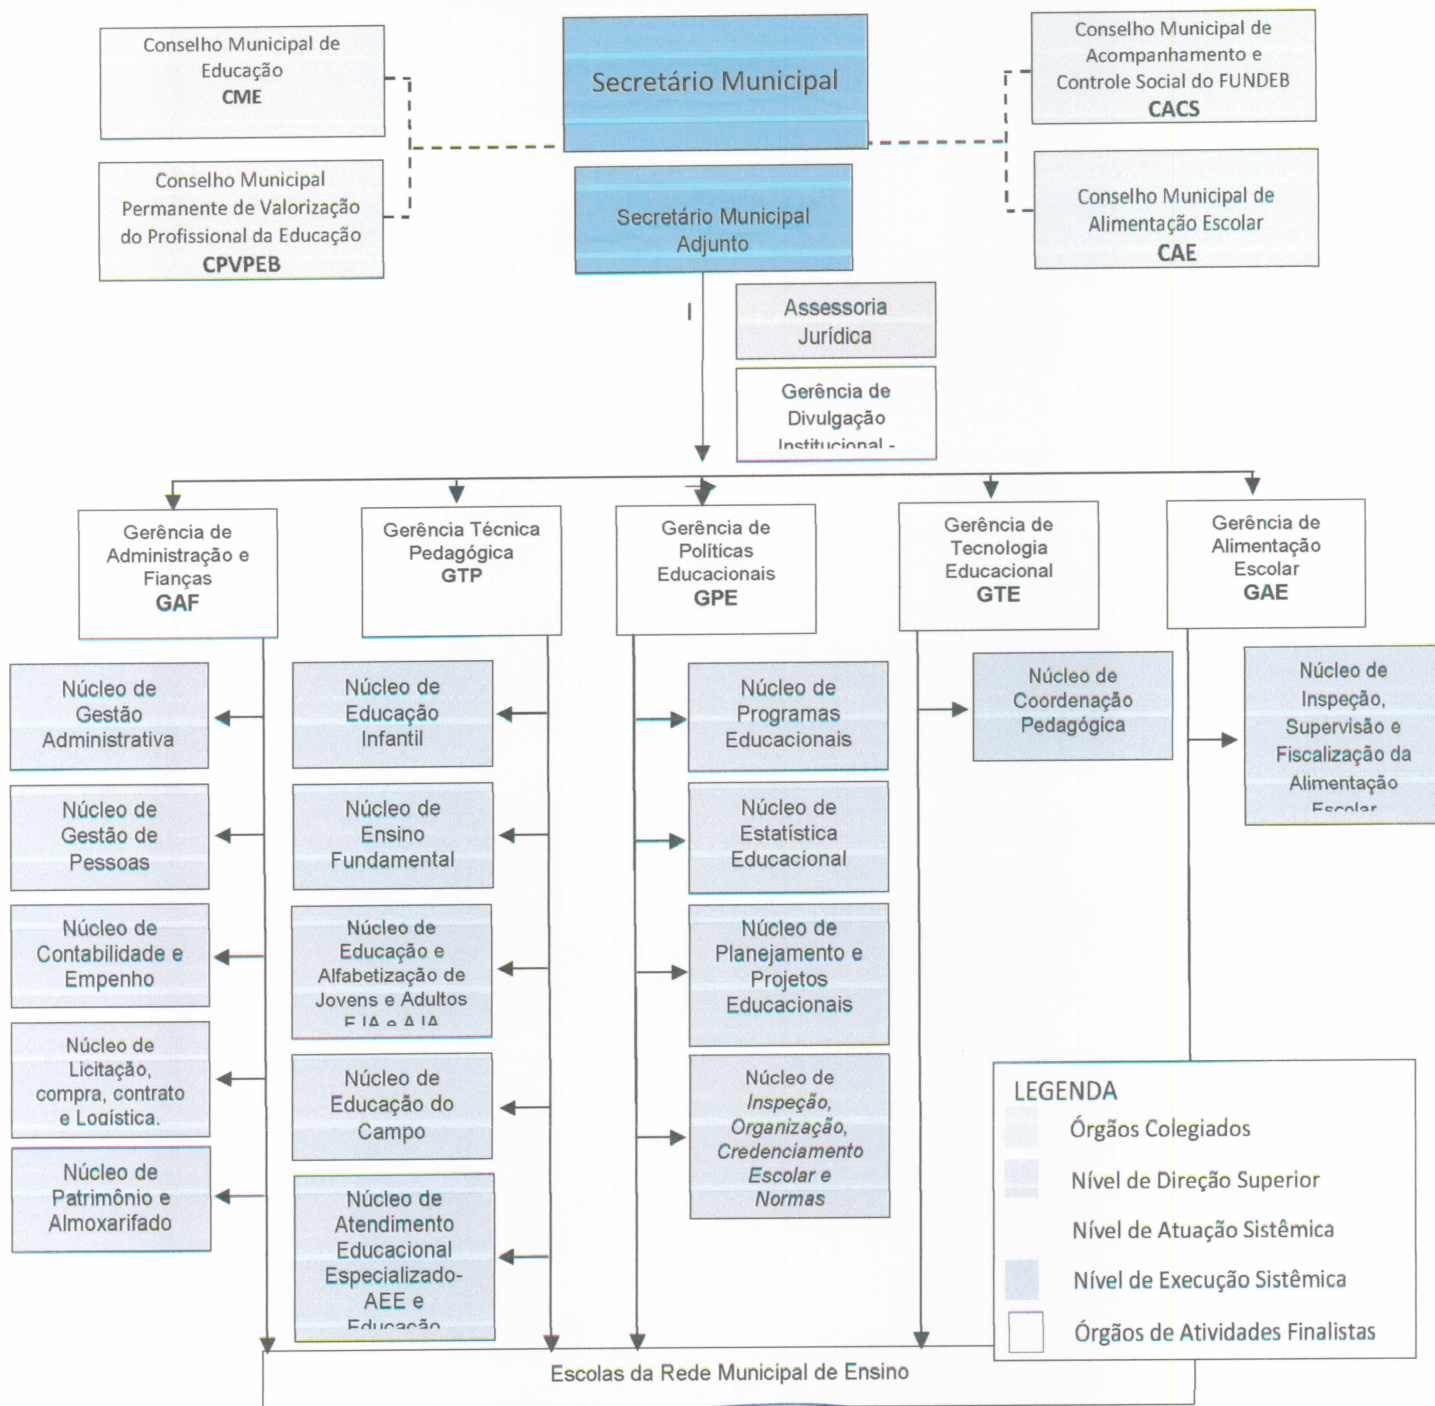 Conselho Municipal de
Educação
CME
Conselho Municipal
Permanente de Valorização
do Profissional da Educação
CPVPEB
Secretário Municipal
Secretário Municipal
Adjunto
Conselho Municipal de
Acompanhamento e
Controle Social do FUNDEB
CACS
Conselho Municipal de
Alimentação Escolar
CAE
Assessoria
Jurídica
Gerência de
Divulgação
Institucional -
Gerência de
Administração e
Fianças
GAF
Gerência Técnica
Pedagógica
GTP
Gerência de
Políticas
Educacionais
GPE
Gerência de
Tecnologia
Educacional
GTE
Gerência de
Alimentação
Escolar
GAE
Núcleo de
Gestão
Administrativa
Núcleo de
Gestão de
Pessoas
Núcleo de
Contabilidade e
Empenho
Núcleo de
Licitação,
compra, contrato
e Logística.
Núcleo de
Patrimônio e
Almoxarifado
Núcleo de
Educação
Infantil
Núcleo de
Ensino
Fundamental
Núcleo de
Educação e
Alfabetização de
Jovens e Adultos
EJA e AJA
Núcleo de
Educação do
Campo
Núcleo de
Atendimento
Educacional
Especializado-
AEE e
Educação
Núcleo de
Programas
Educacionais
Núcleo de
Estatística
Educacional
Núcleo de
Planejamento e
Projetos
Educacionais
Núcleo de
Inspeção,
Organização,
Credenciamento
Escolar e
Normas
Núcleo de
Coordenação
Pedagógica
Núcleo de
Inspeção,
Supervisão e
Fiscalização da
Alimentação
Escolar
LEGENDA
Órgãos Colegiados
Nível de Direção Superior
Nível de Atuação Sistêmica
Nível de Execução Sistêmica
Órgãos de Atividades Finalistas
Escolas da Rede Municipal de Ensino